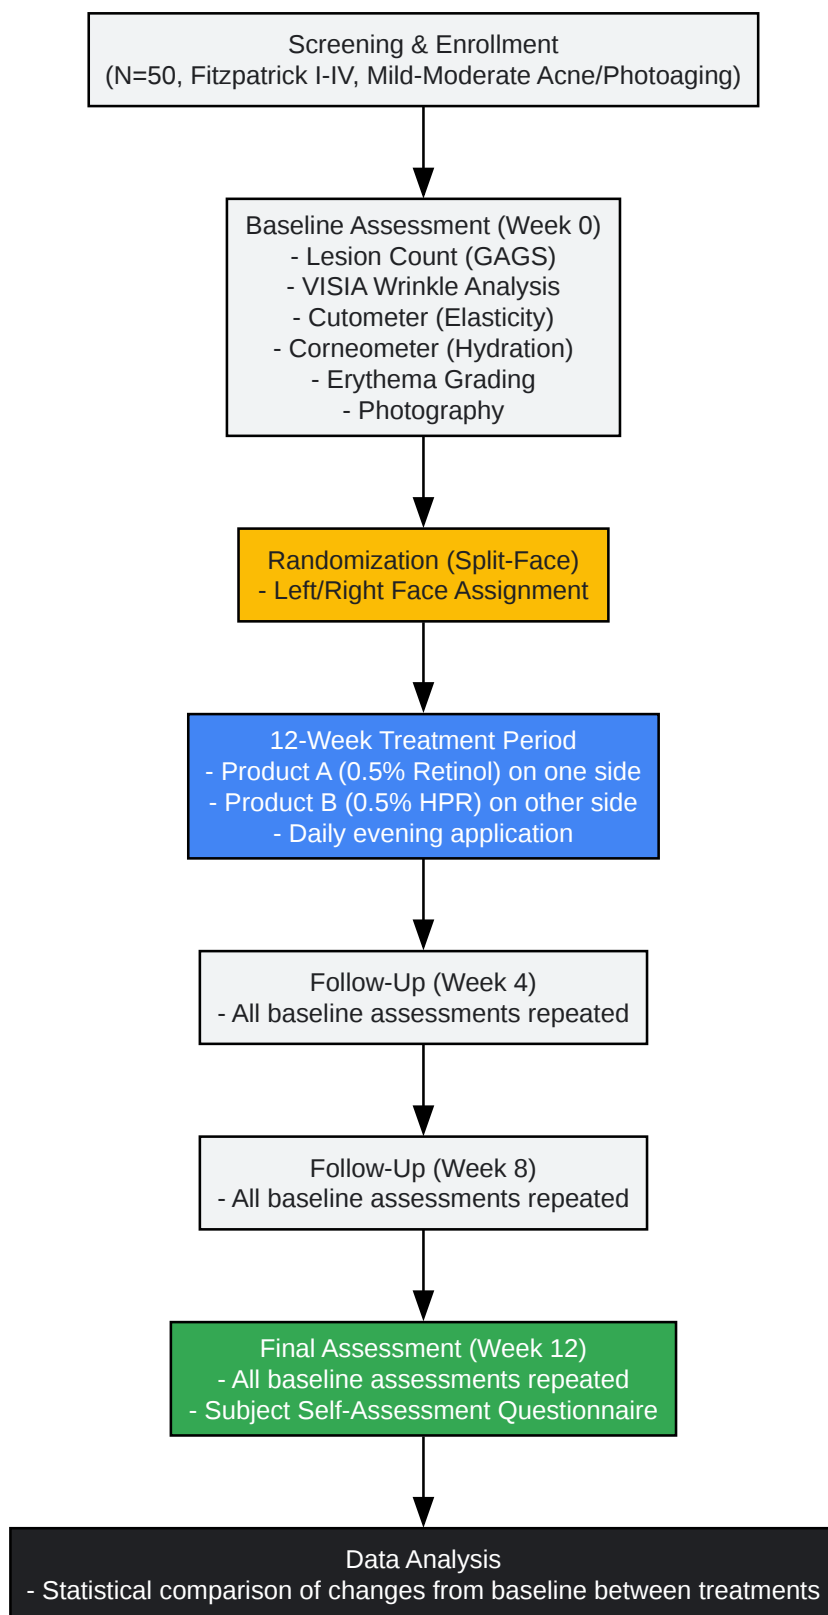 Screening & Enrollment
(N=50, Fitzpatrick I-IV, Mild-Moderate Acne/Photoaging)
Baseline Assessment (Week 0)
- Lesion Count (GAGS)
- VISIA Wrinkle Analysis
- Cutometer (Elasticity)
- Corneometer (Hydration)
- Erythema Grading
- Photography
Randomization (Split-Face)
- Left/Right Face Assignment
12-Week Treatment Period
- Product A (0.5% Retinol) on one side
- Product B (0.5% HPR) on other side
- Daily evening application
Follow-Up (Week 4)
- All baseline assessments repeated
Follow-Up (Week 8)
- All baseline assessments repeated
Final Assessment (Week 12)
- All baseline assessments repeated
- Subject Self-Assessment Questionnaire
Data Analysis
- Statistical comparison of changes from baseline between treatments